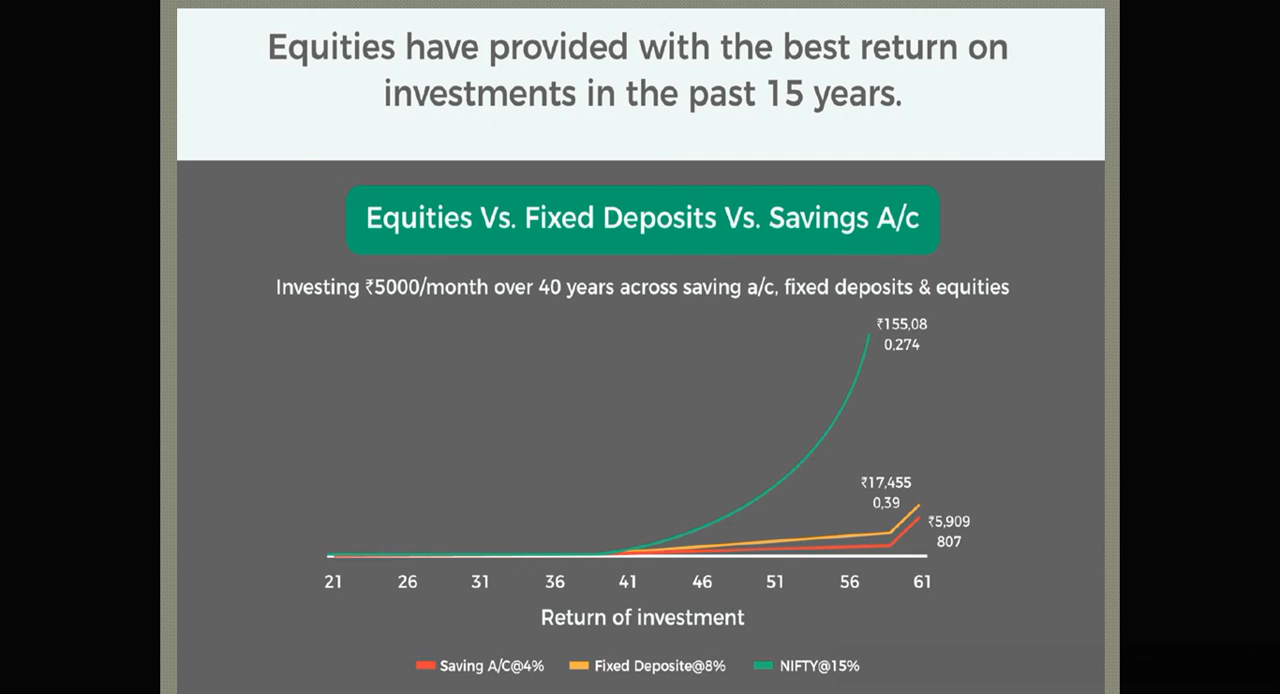 Equities have provided with the best return on
investments in the past 15 years.
Equities Vs. Fixed Deposits Vs. Savings A/c
Investing ₹5000/month over 40 years across saving a/c, fixed deposits & equities
₹155,08
0,274
₹17,455
0,39
₹5,909
807
21 26 31 36 41 46 51 56 61
Return of investment
Saving A/C@4% Fixed Deposite@8% NIFTY@15%